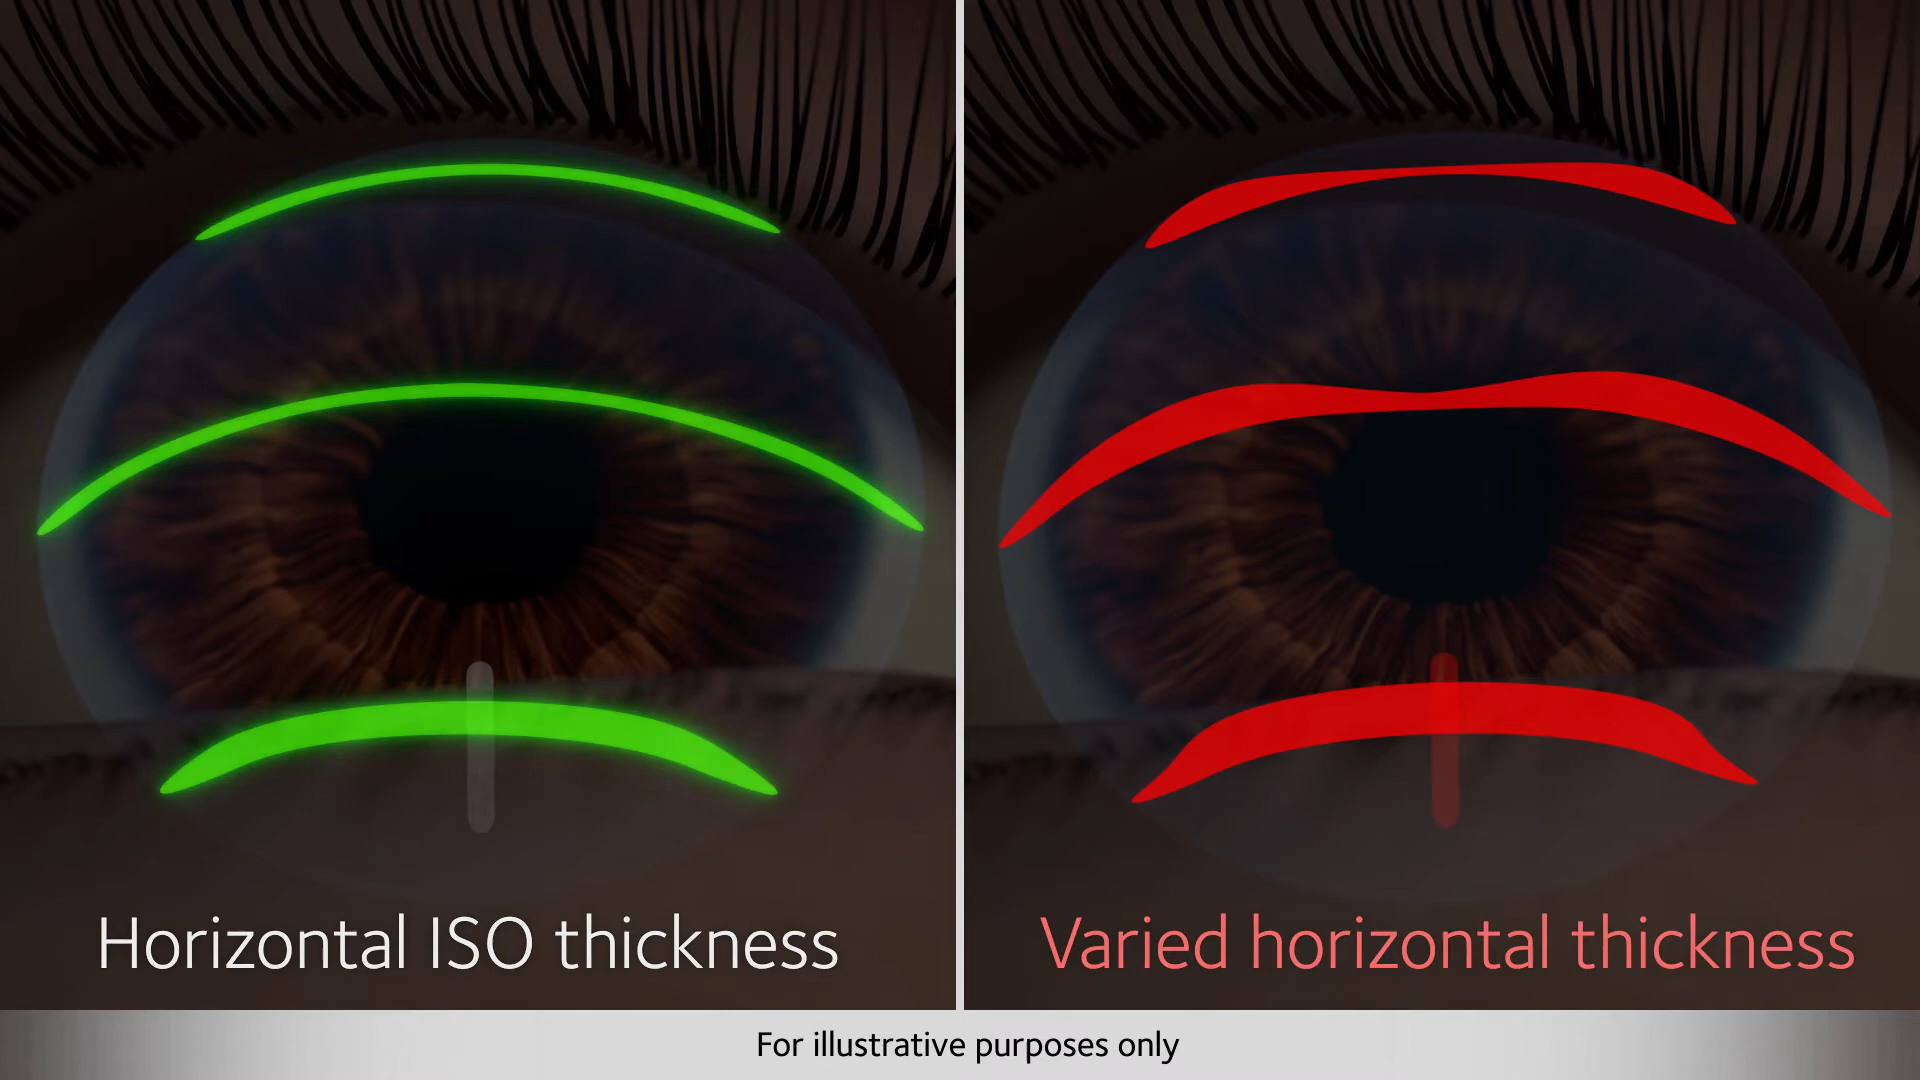 Horizontal ISO thickness
Varied horizontal thickness
For illustrative purposes only